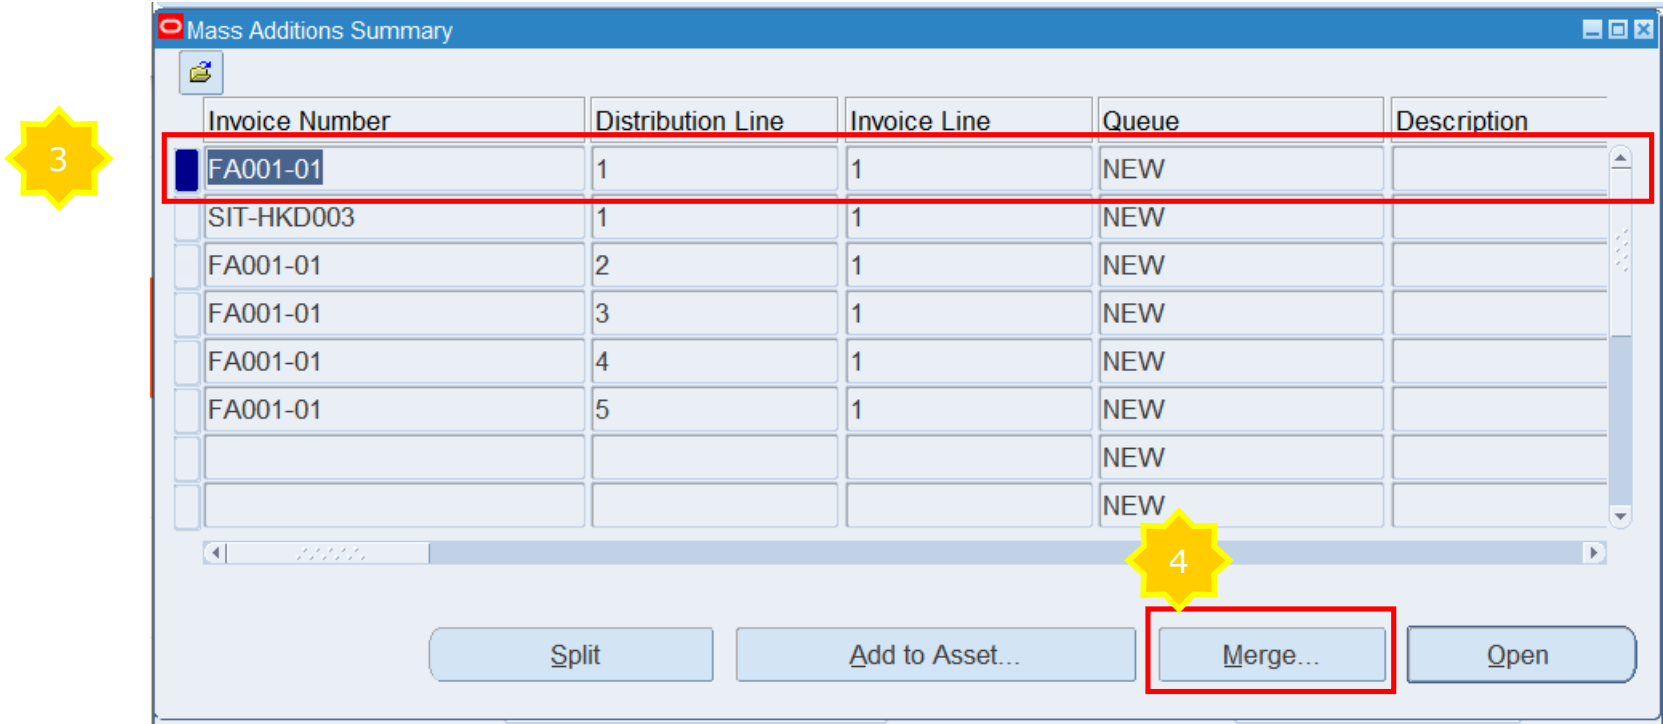 Mass Additions Summary
Invoice Number Distribution Line Invoice Line Queue Description
3
FA001-01 1 1 NEW
SIT-HKD003 1 1 NEW
FA001-01 2 1 NEW
FA001-01 3 1 NEW
FA001-01 4 1 NEW
FA001-01 5 1 NEW
NEW
NEW
4
Split Add to Asset... Merge... Open